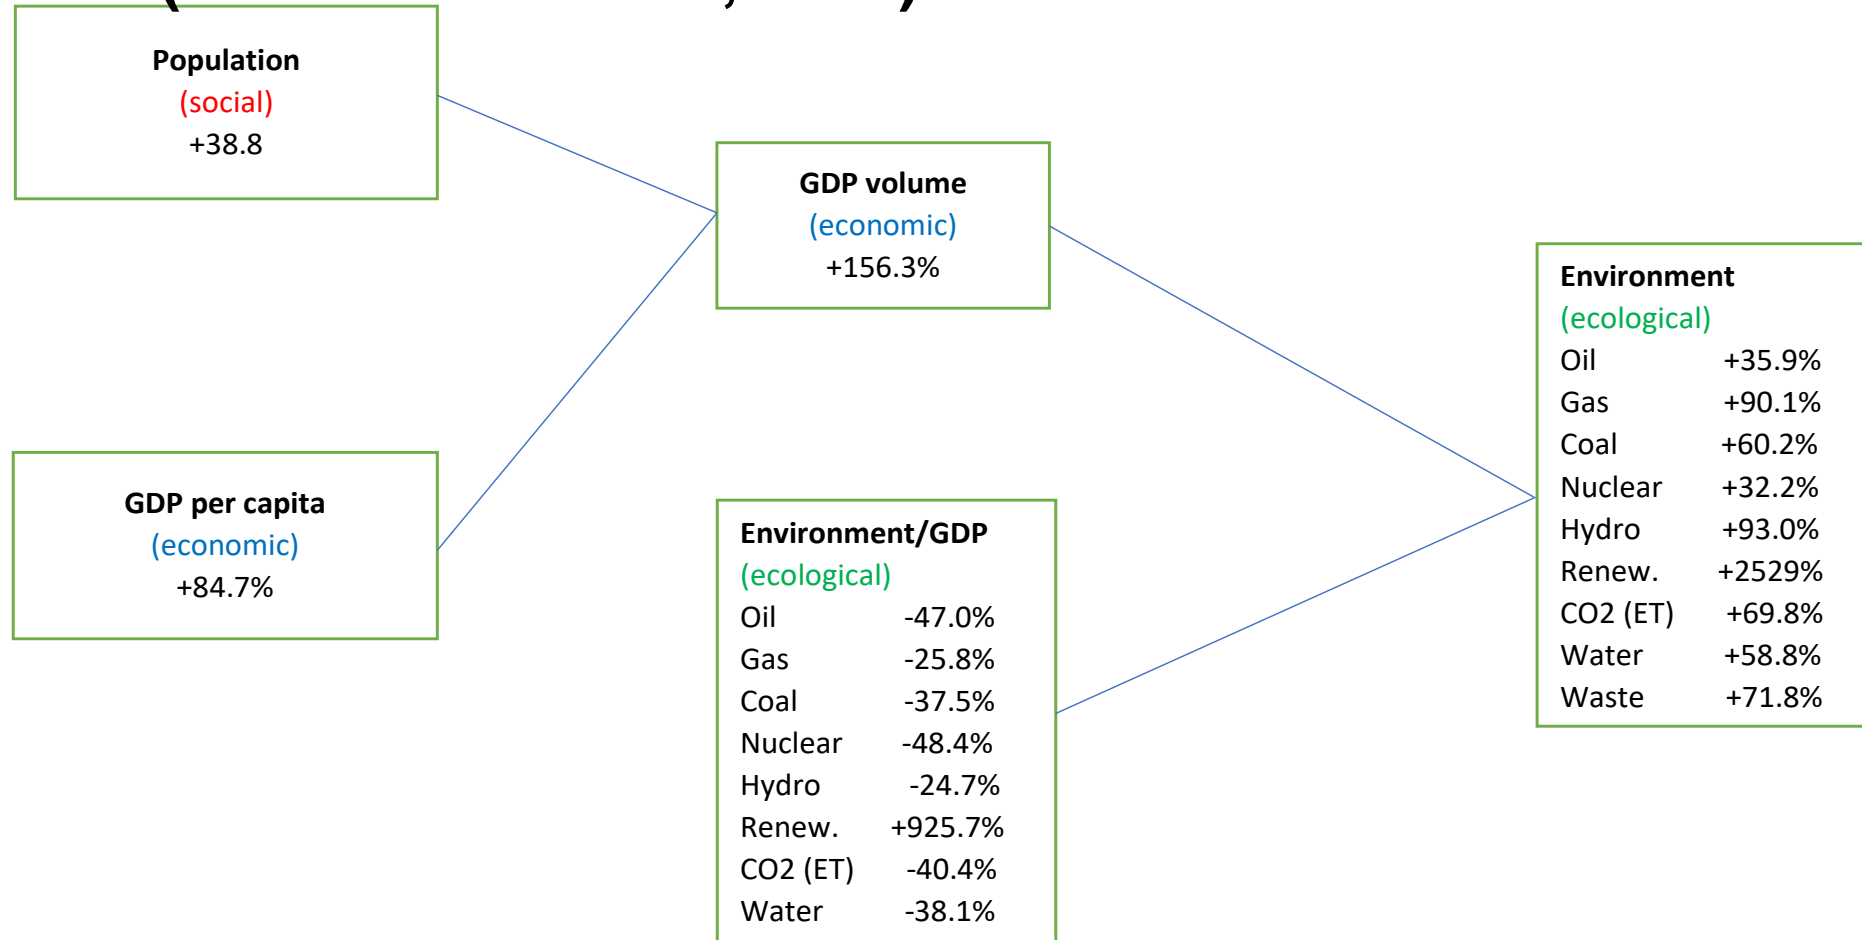 Population
(social)
+38.8
GDP per capita
(economic)
+84.7%
GDP volume
(economic)
+156.3%
Environment/GDP
(ecological)
Oil -47.0%
Gas -25.8%
Coal -37.5%
Nuclear -48.4%
Hydro -24.7%
Renew. +925.7%
CO2 (ET) -40.4%
Water -38.1%
Environment
(ecological)
Oil +35.9%
Gas +90.1%
Coal +60.2%
Nuclear +32.2%
Hydro +93.0%
Renew. +2529%
CO2 (ET) +69.8%
Water +58.8%
Waste +71.8%